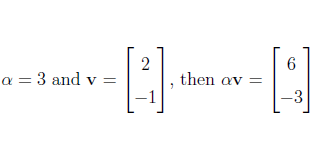 α = 3 and v = [2 −1], then αv = [6 −3]